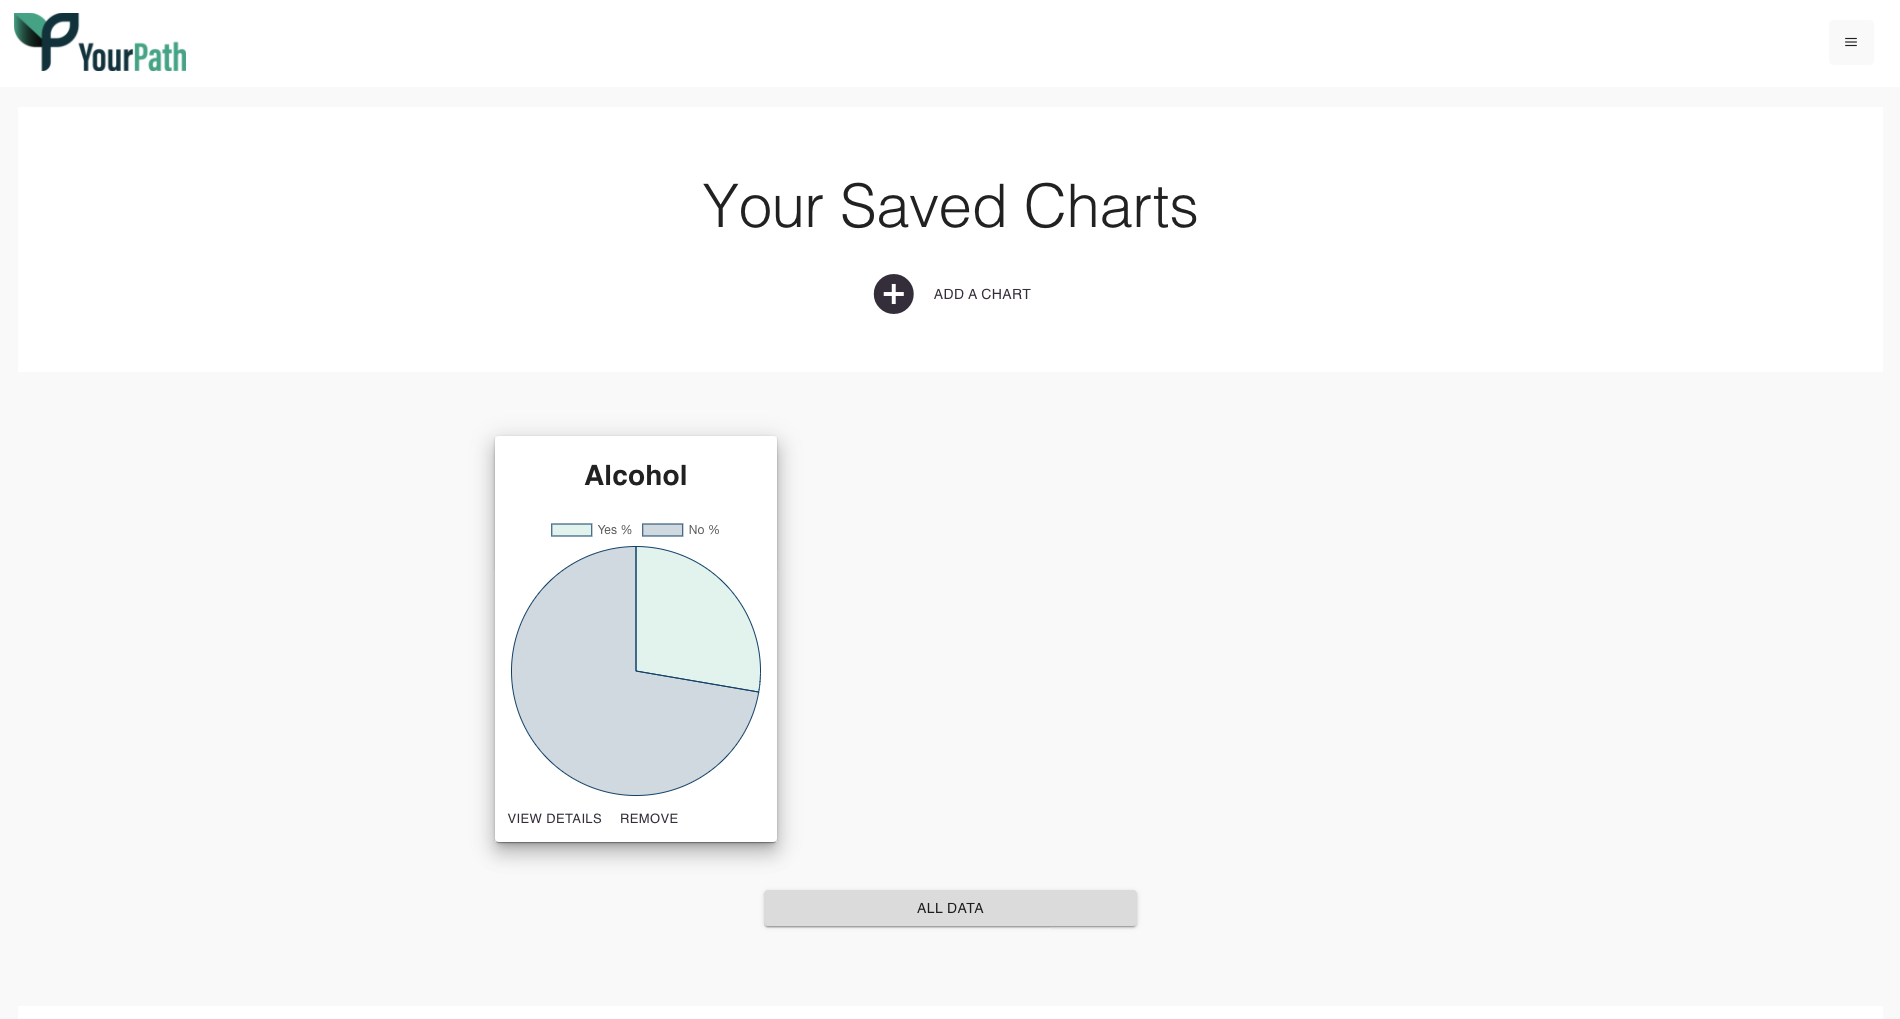 YourPath
Your Saved Charts
ADD A CHART
Alcohol
Yes % No %
VIEW DETAILS REMOVE
ALL DATA